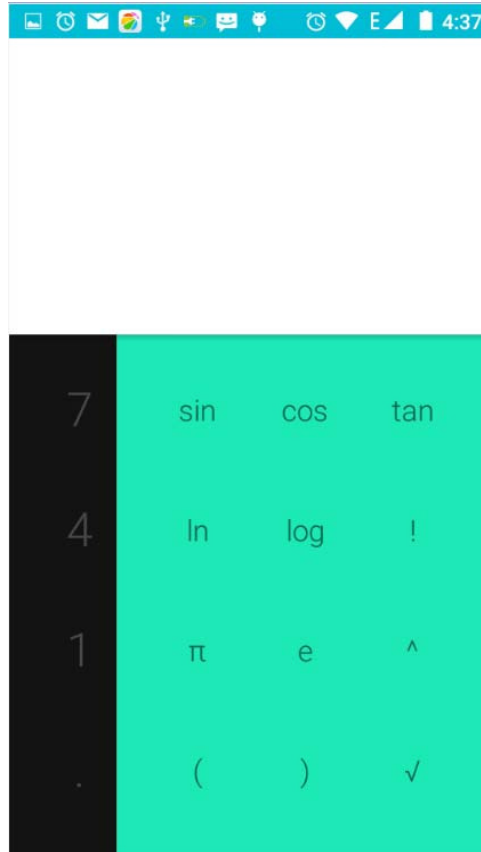 E 4:37
7 sin cos tan
4 ln log !
1 π e ^
. ( ) √